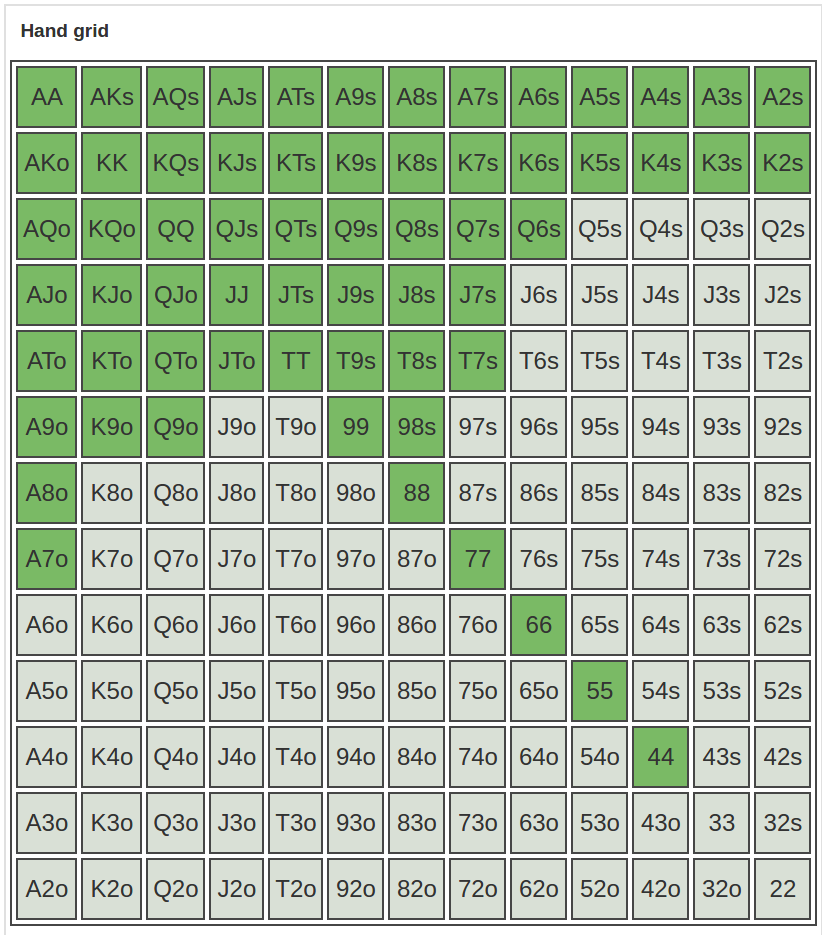 Hand grid
AA AKs AQs AJs ATs A9s A8s A7s A6s A5s A4s A3s A2s
AKo KK KQs KJs KTs K9s K8s K7s K6s K5s K4s K3s K2s
AQo KQo QQ QJs QTs Q9s Q8s Q7s Q6s Q5s Q4s Q3s Q2s
AJo KJo QJo JJ JTs J9s J8s J7s J6s J5s J4s J3s J2s
ATo KTo QTo JTo TT T9s T8s T7s T6s T5s T4s T3s T2s
A9o K9o Q9o J9o T9o 99 98s 97s 96s 95s 94s 93s 92s
A8o K8o Q8o J8o T8o 98o 88 87s 86s 85s 84s 83s 82s
A7o K7o Q7o J7o T7o 97o 87o 77 76s 75s 74s 73s 72s
A6o K6o Q6o J6o T6o 96o 86o 76o 66 65s 64s 63s 62s
A5o K5o Q5o J5o T5o 95o 85o 75o 65o 55 54s 53s 52s
A4o K4o Q4o J4o T4o 94o 84o 74o 64o 54o 44 43s 42s
A3o K3o Q3o J3o T3o 93o 83o 73o 63o 53o 43o 33 32s
A2o K2o Q2o J2o T2o 92o 82o 72o 62o 52o 42o 32o 22